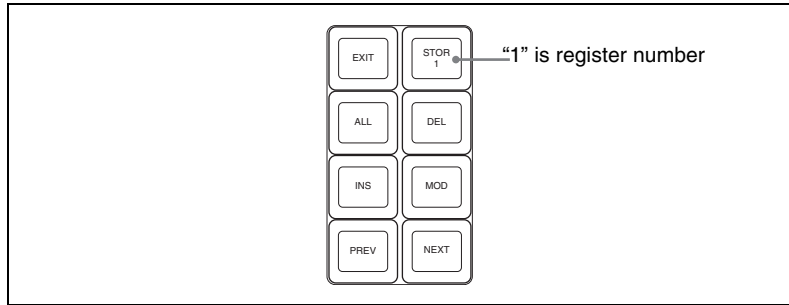 EXIT
STOR
1
“1” is register number
ALL
DEL
INS
MOD
PREV
NEXT